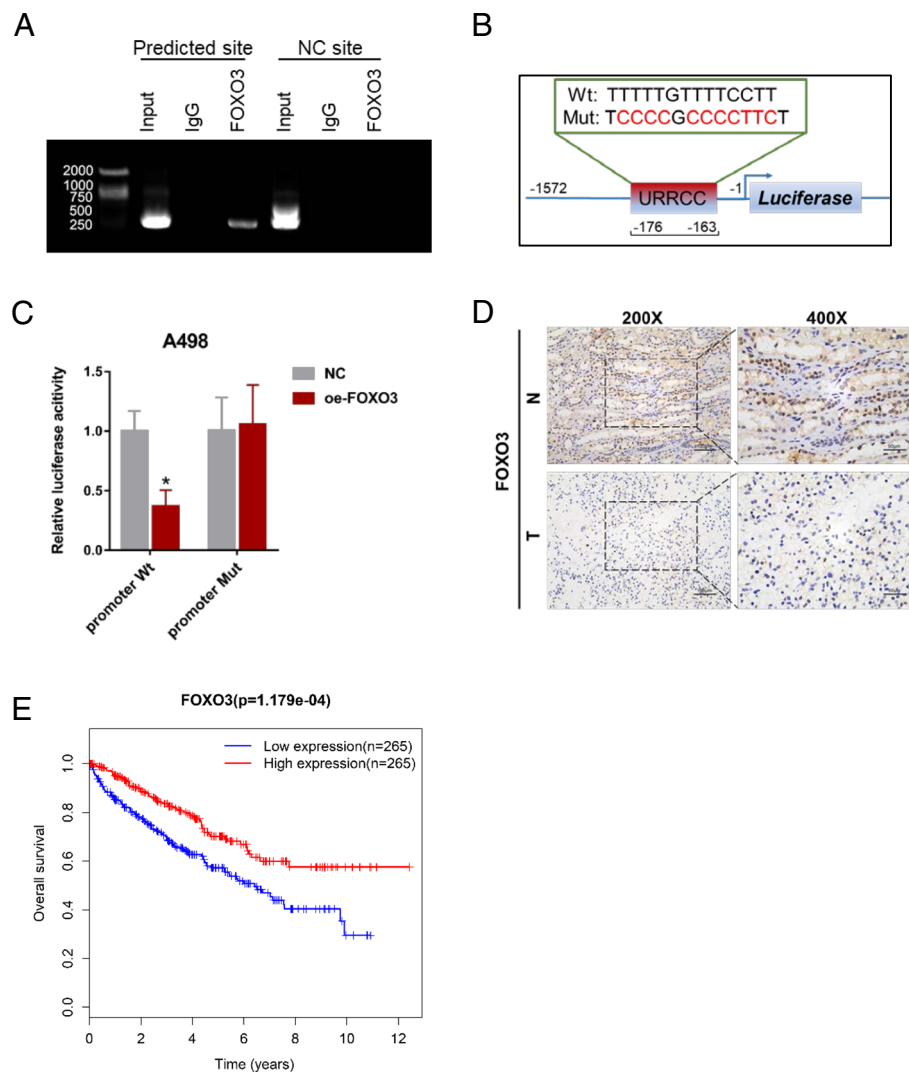 A
Predicted site
NC site
Input
IgG
FOXO3
Input
IgG
FOXO3
2000
1000
750
500
250
B
Wt: TTTTTGTTTTCCTT
Mut: TCCCCGCCCCTTCT
-1572
URRCC
-1
Luciferase
-176
-163
C
A498
NC
oe-FOXO3
Relative luciferase acitivity
1.5
1.0
0.5
0.0
*
promoter Wt
promoter Mut
D
200X
400X
FOXO3
N
T
E
FOXO3(p=1.179e-04)
Low expression(n=265)
High expression(n=265)
Overall survival
1.0
0.8
0.6
0.4
0.2
0.0
0
2
4
6
8
10
12
Time (years)